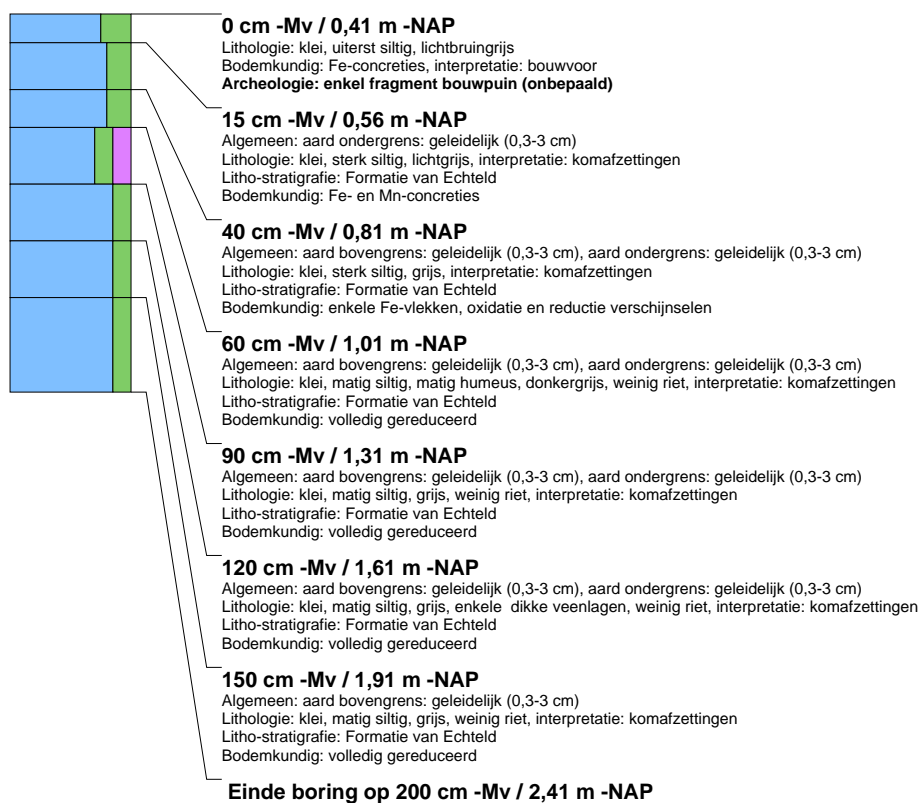 0 cm -Mv / 0,41 m -NAP
Lithologie: klei, uiterst siltig, lichtbruingrijs
Bodemkundig: Fe-concreties, interpretatie: bouwvoor
Archeologie: enkel fragment bouwpuin (onbepaald)
15 cm -Mv / 0,56 m -NAP
Algemeen: aard ondergrens: geleidelijk (0,3-3 cm)
Lithologie: klei, sterk siltig, lichtgrijs, interpretatie: komafzettingen
Litho-stratigrafie: Formatie van Echteld
Bodemkundig: Fe- en Mn-concreties
40 cm -Mv / 0,81 m -NAP
Algemeen: aard bovengrens: geleidelijk (0,3-3 cm), aard ondergrens: geleidelijk (0,3-3 cm)
Lithologie: klei, sterk siltig, grijs, interpretatie: komafzettingen
Litho-stratigrafie: Formatie van Echteld
Bodemkundig: enkele Fe-vlekken, oxidatie en reductie verschijnselen
60 cm -Mv / 1,01 m -NAP
Algemeen: aard bovengrens: geleidelijk (0,3-3 cm), aard ondergrens: geleidelijk (0,3-3 cm)
Lithologie: klei, matig siltig, matig humeus, donkergrijs, weinig riet, interpretatie: komafzettingen
Litho-stratigrafie: Formatie van Echteld
Bodemkundig: volledig gereduceerd
90 cm -Mv / 1,31 m -NAP
Algemeen: aard bovengrens: geleidelijk (0,3-3 cm), aard ondergrens: geleidelijk (0,3-3 cm)
Lithologie: klei, matig siltig, grijs, weinig riet, interpretatie: komafzettingen
Litho-stratigrafie: Formatie van Echteld
Bodemkundig: volledig gereduceerd
120 cm -Mv / 1,61 m -NAP
Algemeen: aard bovengrens: geleidelijk (0,3-3 cm), aard ondergrens: geleidelijk (0,3-3 cm)
Lithologie: klei, matig siltig, grijs, enkele  dikke veenlagen, weinig riet, interpretatie: komafzettingen
Litho-stratigrafie: Formatie van Echteld
Bodemkundig: volledig gereduceerd
150 cm -Mv / 1,91 m -NAP
Algemeen: aard bovengrens: geleidelijk (0,3-3 cm)
Lithologie: klei, matig siltig, grijs, weinig riet, interpretatie: komafzettingen
Litho-stratigrafie: Formatie van Echteld
Bodemkundig: volledig gereduceerd
Einde boring op 200 cm -Mv / 2,41 m -NAP